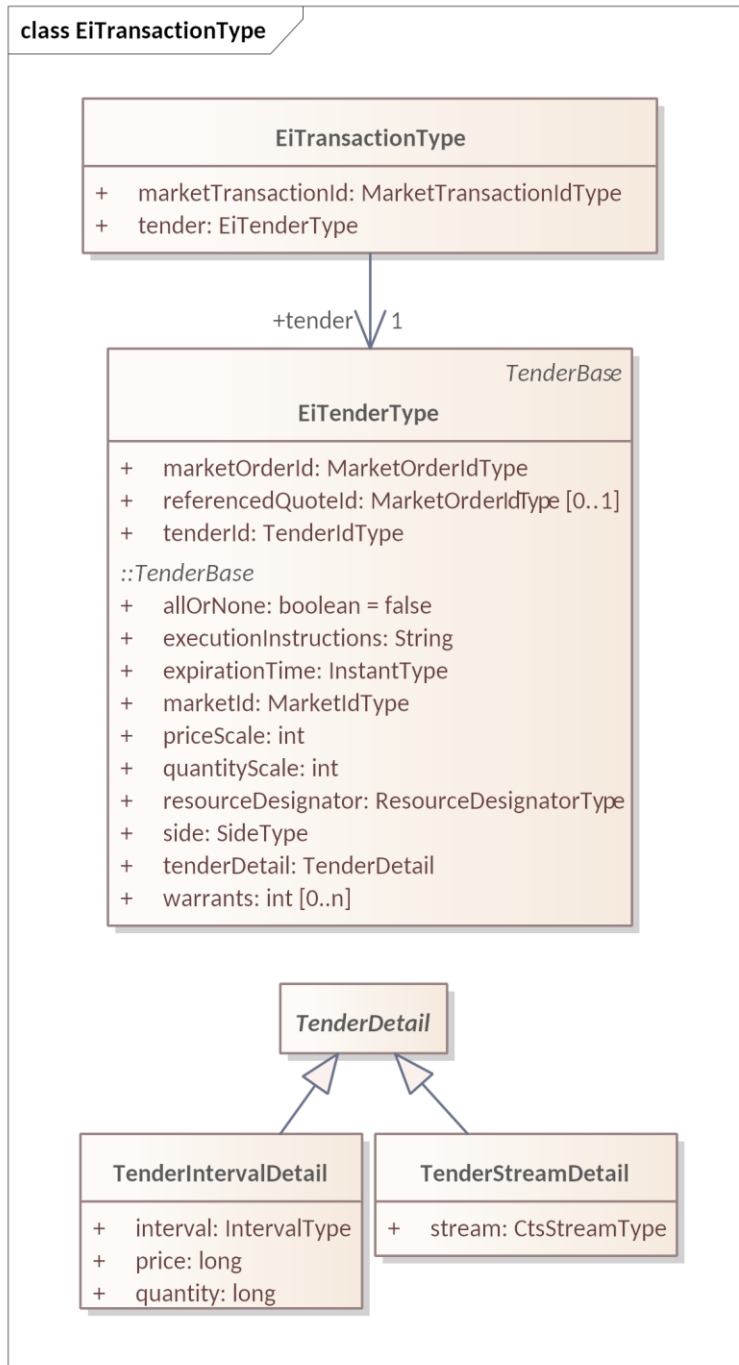 class EiTransactionType
EiTransactionType
+ marketTransactionId: MarketTransactionIdType
+ tender: EiTenderType
+tender 1
TenderBase
EiTenderType
+ marketOrderId: MarketOrderIdType
+ referencedQuoteId: MarketOrderIdType [0..1]
+ tenderId: TenderIdType
::TenderBase
+ allOrNone: boolean = false
+ executionInstructions: String
+ expirationTime: InstantType
+ marketId: MarketIdType
+ priceScale: int
+ quantityScale: int
+ resourceDesignator: ResourceDesignatorType
+ side: SideType
+ tenderDetail: TenderDetail
+ warrants: int [0..n]
TenderDetail
TenderIntervalDetail
+ interval: IntervalType
+ price: long
+ quantity: long
TenderStreamDetail
+ stream: CtsStreamType